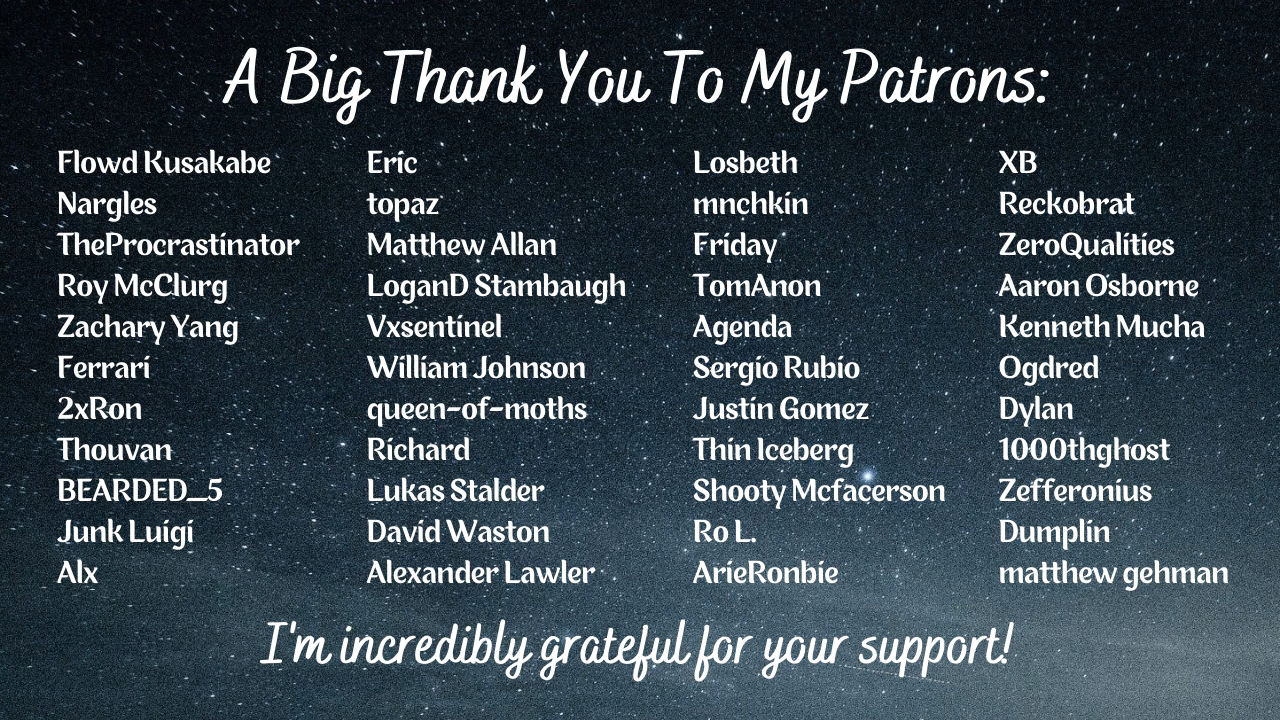 A Big Thank You To My Patrons:
Flowd Kusakabe
Nargles
TheProcrastinator
Roy McClurg
Zachary Yang
Ferrari
2xRon
Thouvan
BEARDED_5
Junk Luigi
Alx
Eric
topaz
Matthew Allan
LoganD Stambaugh
Vxsentinel
William Johnson
queen-of-moths
Richard
Lukas Stalder
David Waston
Alexander Lawler
Losbeth
mnchkin
Friday
TomAnon
Agenda
Sergio Rubio
Justin Gomez
Thin Iceberg
Shooty Mcfacerson
Ro L.
ArieRonbie
XB
Reckobrat
ZeroQualities
Aaron Osborne
Kenneth Mucha
Ogdred
Dylan
1000thghost
Zefferonius
Dumplin
matthew gehman
I'm incredibly grateful for your support!